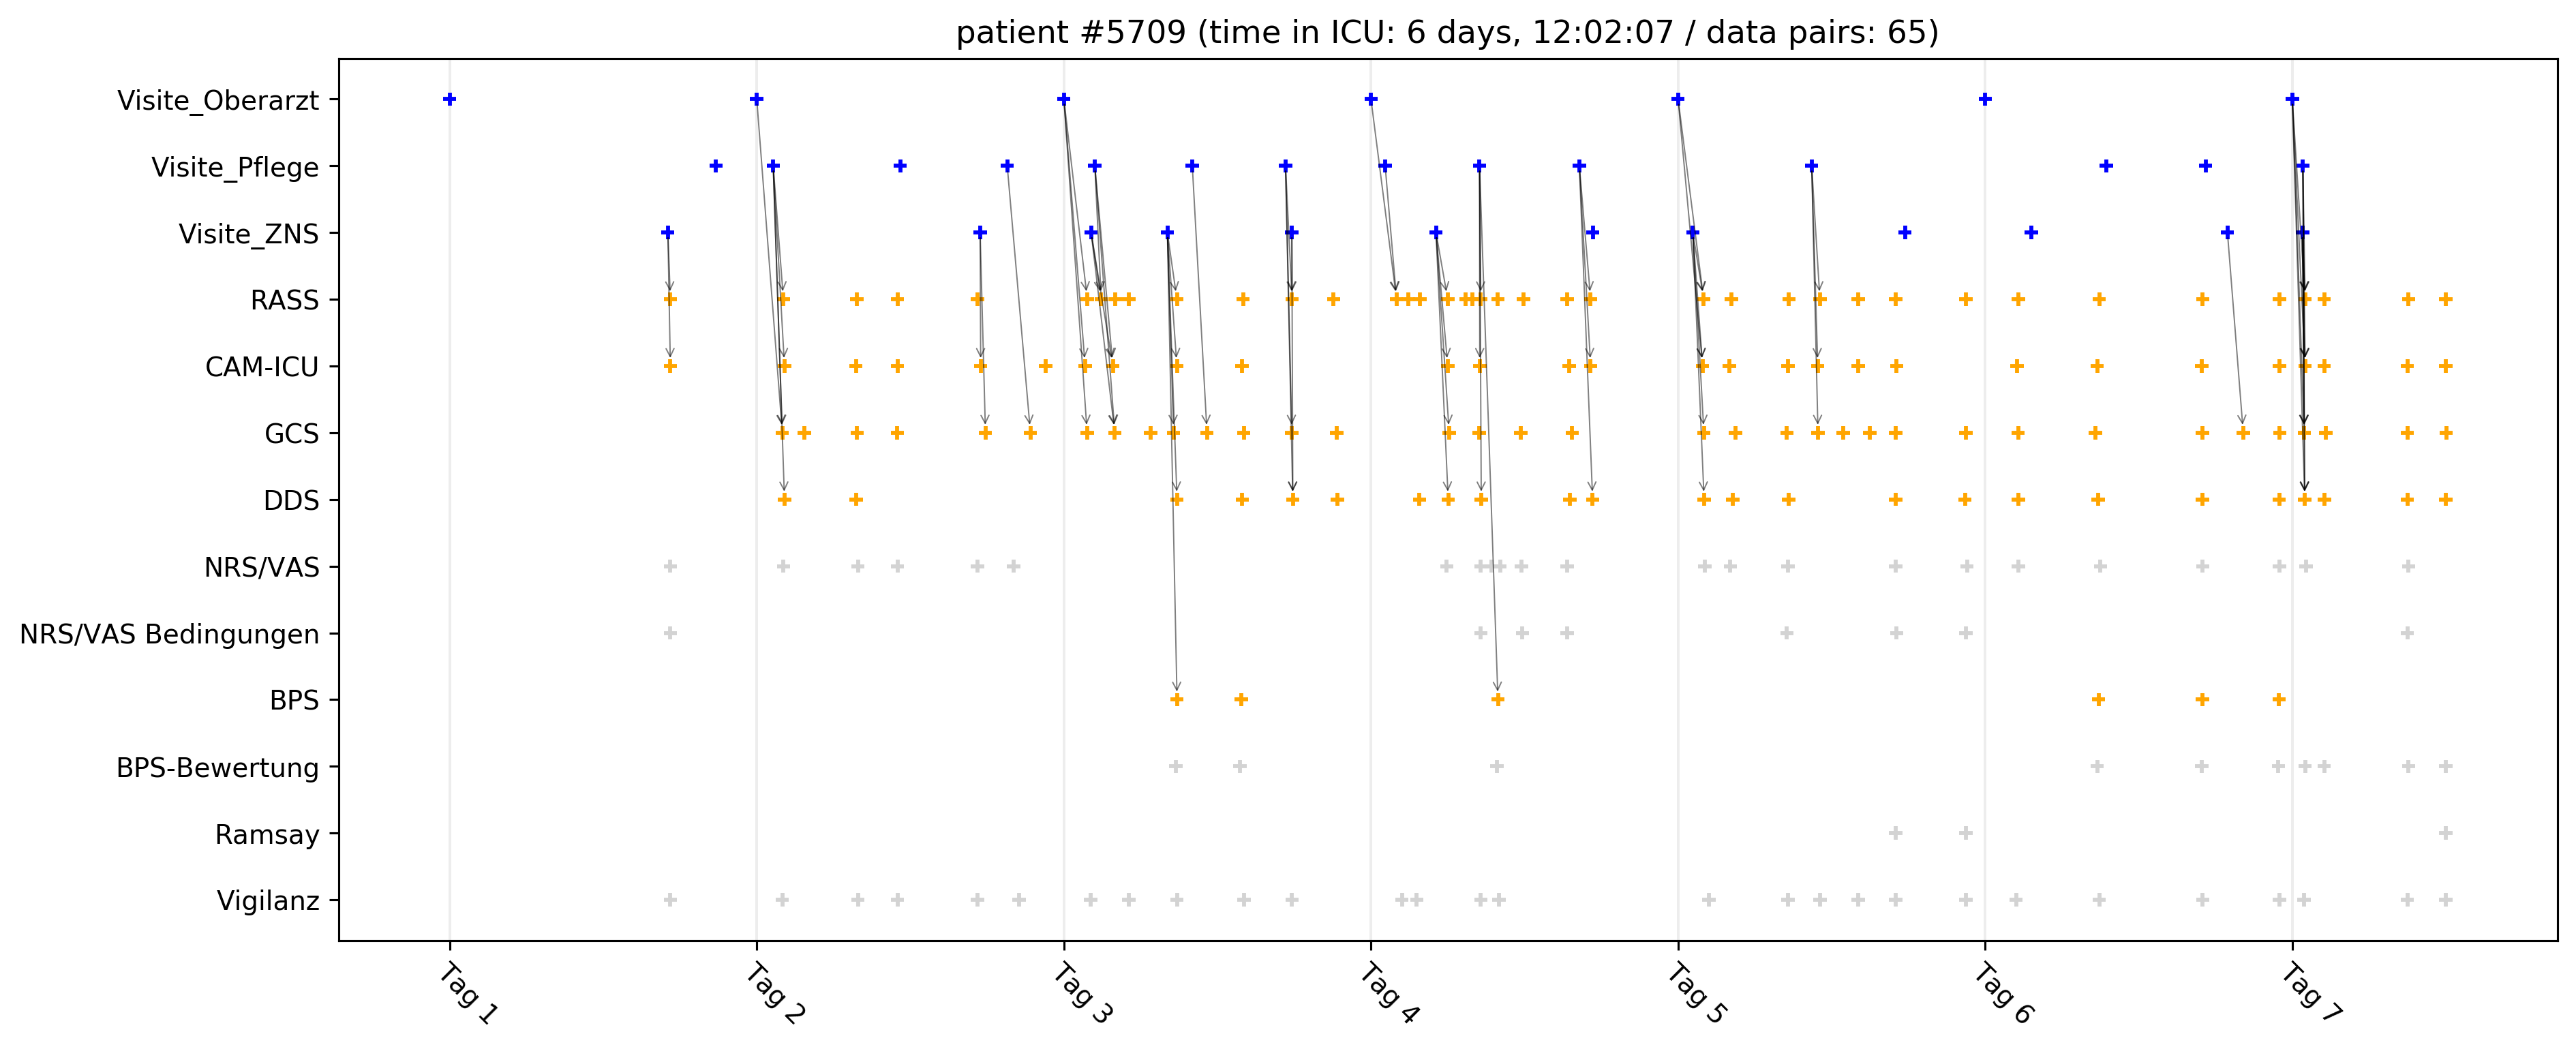 patient #5709 (time in ICU: 6 days, 12:02:07 / data pairs: 65)
Visite_Oberarzt
Visite_Pflege
Visite_ZNS
RASS
CAM-ICU
GCS
DDS
NRS/VAS
NRS/VAS Bedingungen
BPS
BPS-Bewertung
Ramsay
Vigilanz
Tag 1
Tag 2
Tag 3
Tag 4
Tag 5
Tag 6
Tag 7